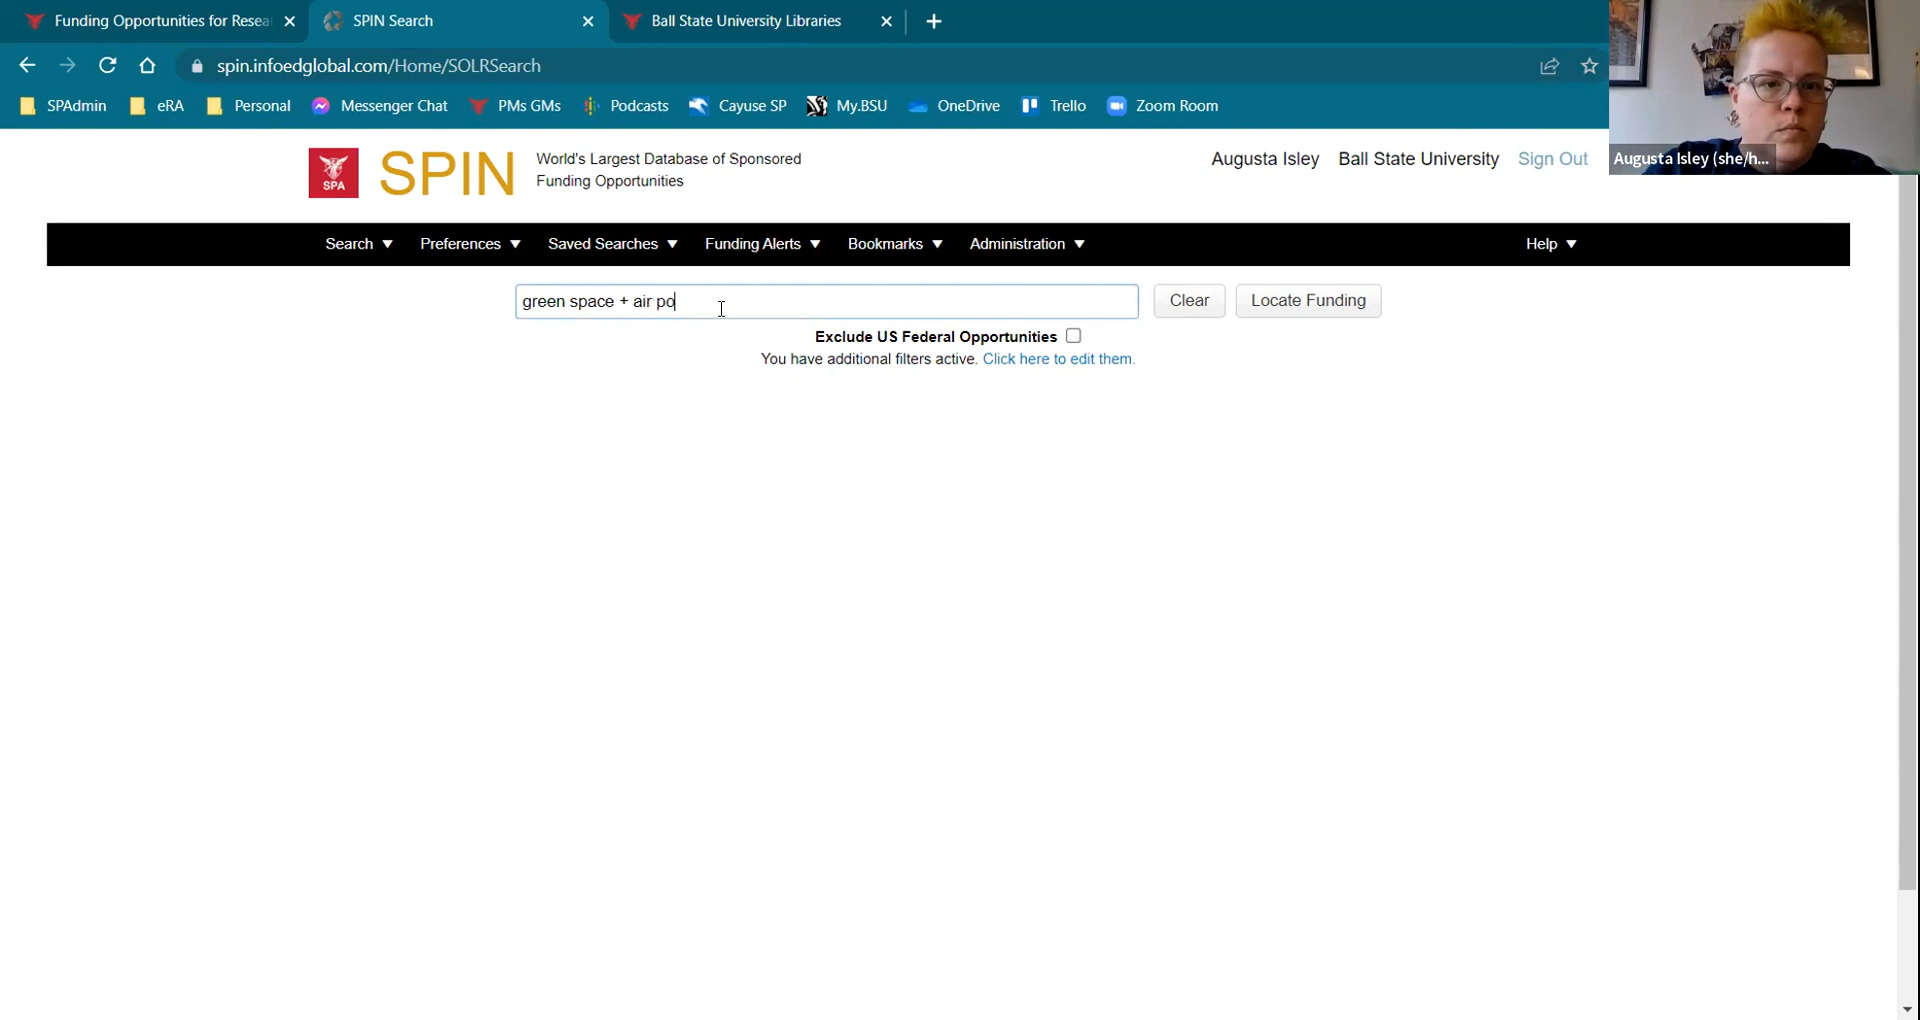 Funding Opportunities for Resea
SPIN Search
Ball State University Libraries
spin.infoedglobal.com/Home/SOLRSearch
SPAdmin
eRA
Personal
Messenger Chat
PMs GMs
Podcasts
Cayuse SP
My.BSU
OneDrive
Trello
Zoom Room
Augusta Isley (she/h...
SPA
SPIN
World's Largest Database of Sponsored
Funding Opportunities
Augusta Isley
Ball State University
Sign Out
Search
Preferences
Saved Searches
Funding Alerts
Bookmarks
Administration
Help
green space + air po
Clear
Locate Funding
Exclude US Federal Opportunities
You have additional filters active. Click here to edit them.